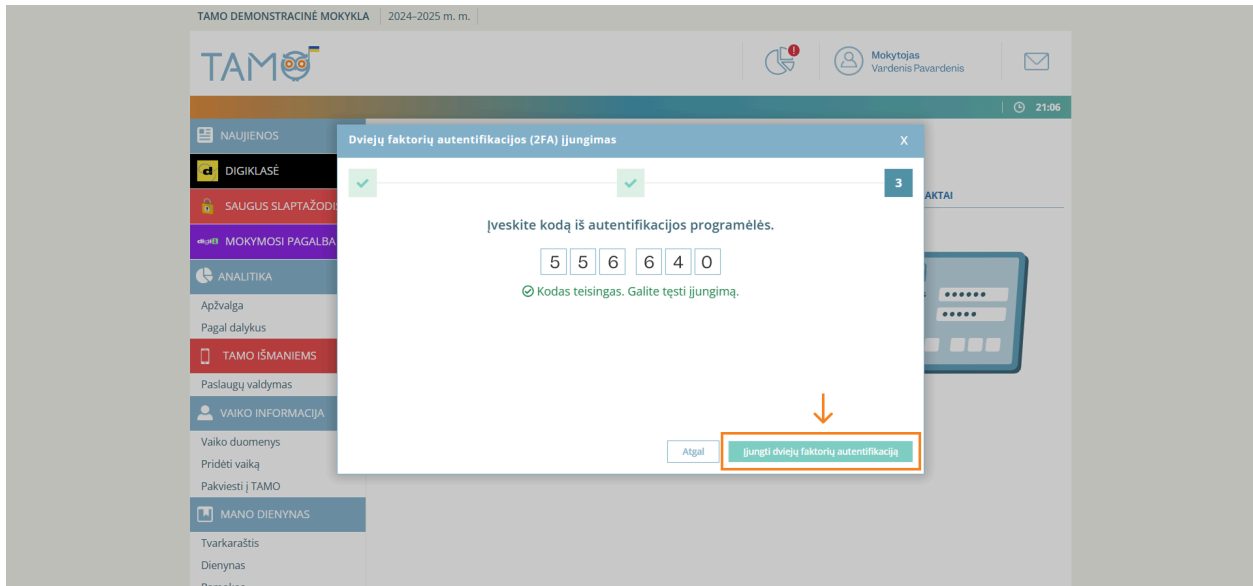 TAMO DEMONSTRACINĖ MOKYKLA 2024–2025 m. m.
TAMO
Mokytojas
Vardenis Pavardenis
21:06
NAUJIENOS
DIGIKLASĖ
SAUGUS SLAPTAŽODIS
MOKYMOSI PAGALBA
ANALITIKA
Apžvalga
Pagal dalykus
TAMO IŠMANIEMS
Paslaugų valdymas
VAIKO INFORMACIJA
Vaiko duomenys
Pridėti vaiką
Pakviesti į TAMO
MANO DIENYNAS
Tvarkaraštis
Dienynas
Dviejų faktorių autentifikacijos (2FA) įjungimas X
3
Įveskite kodą iš autentifikacijos programėlės.
5 5 6 6 4 0
Kodas teisingas. Galite tęsti įjungimą.
Atgal
Įjungti dviejų faktorių autentifikaciją
AKTAI